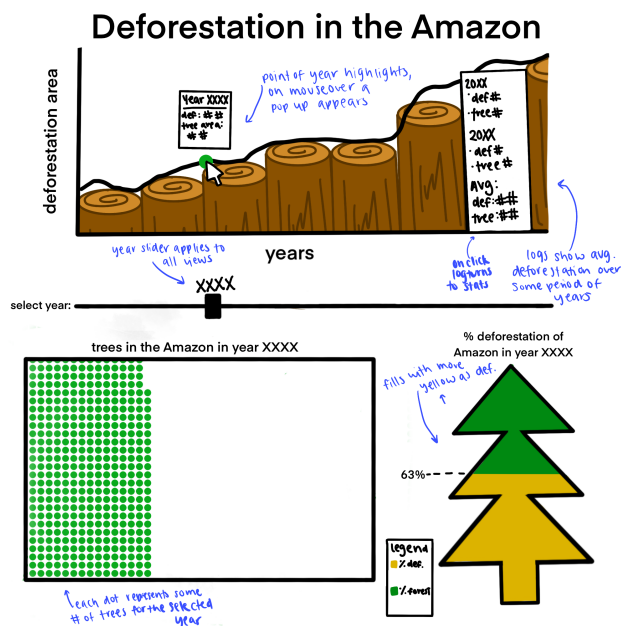 Deforestation in the Amazon
deforestation area
point of year highlights,
on mouseover a
pop up appears
Year XXXX
def: ##
tree area:
##
20XX
· def#
· tree#
20XX
· def#
· tree #
avg:
def:##
tree:##
years
year slider applies to
all views
on click
log turns
to stats
logs show avg.
deforestation over
some period of
years
XXXX
select year:
trees in the Amazon in year XXXX
% deforestation of
Amazon in year XXXX
fills with more
yellow as def. ↑
63%
legend
% def.
% forest
each dot represents some
# of trees for the selected
year